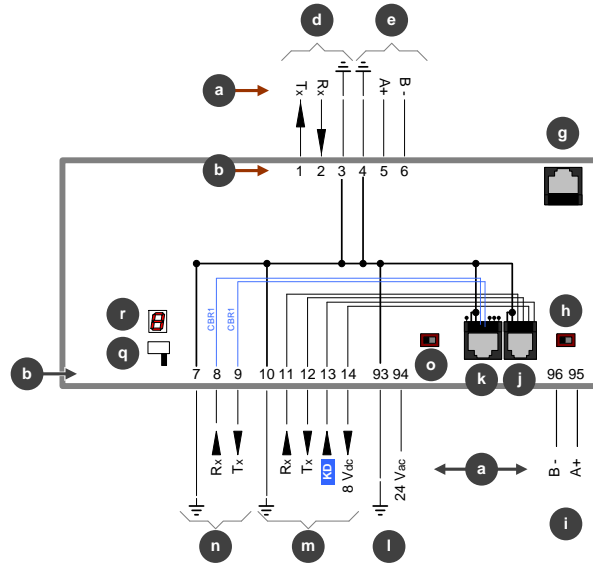 d e
a Tx Rx A+ B -
g
b 1 2 3 4 5 6
r 8 CBR1 CBR1 h
q o k j
b 7 8 9 10 11 12 13 14 93 94 96 95
Rx Tx Rx Tx KD 8 Vdc 24 Vac a B - A+
n m l i